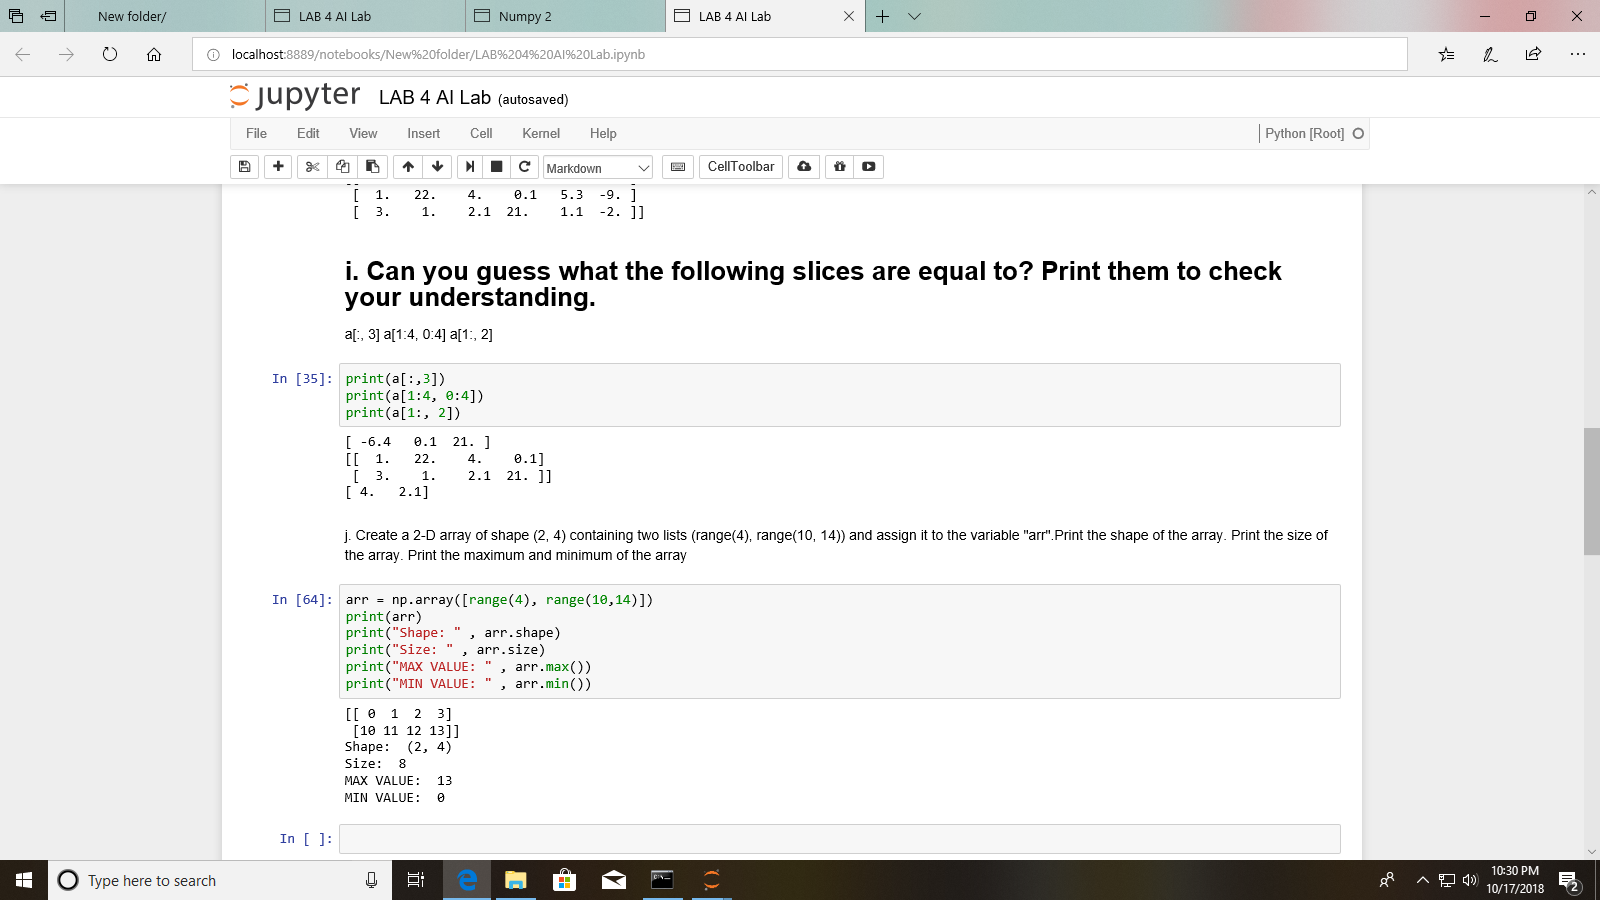 New folder/
LAB 4 AI Lab
Numpy 2
LAB 4 AI Lab
localhost:8889/notebooks/New%20folder/LAB%204%20AI%20Lab.ipynb
jupyter LAB 4 AI Lab (autosaved)
File Edit View Insert Cell Kernel Help
Python [Root]
Markdown
CellToolbar
[  1.   22.    4.    0.1   5.3  -9. ]
[  3.    1.    2.1  21.    1.1  -2. ]]
i. Can you guess what the following slices are equal to? Print them to check
your understanding.
a[:, 3] a[1:4, 0:4] a[1:, 2]
In [35]:
print(a[:,3])
print(a[1:4, 0:4])
print(a[1:, 2])
[ -6.4   0.1  21. ]
[[  1.   22.    4.    0.1]
[  3.    1.    2.1  21. ]]
[ 4.   2.1]
j. Create a 2-D array of shape (2, 4) containing two lists (range(4), range(10, 14)) and assign it to the variable "arr".Print the shape of the array. Print the size of
the array. Print the maximum and minimum of the array
In [64]:
arr = np.array([range(4), range(10,14)])
print(arr)
print("Shape: " , arr.shape)
print("Size: " , arr.size)
print("MAX VALUE: " , arr.max())
print("MIN VALUE: " , arr.min())
[[ 0  1  2  3]
[10 11 12 13]]
Shape:  (2, 4)
Size:  8
MAX VALUE:  13
MIN VALUE:  0
In [ ]:
Type here to search
10:30 PM
10/17/2018
2